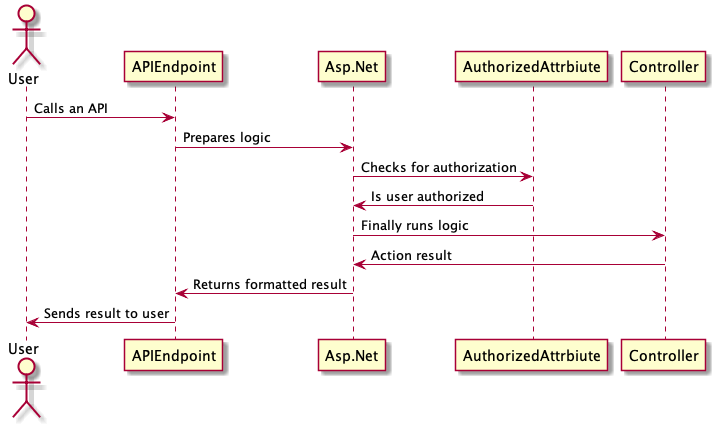 User
APIEndpoint
Asp.Net
AuthorizedAttrbiute
Controller
Calls an API
Prepares logic
Checks for authorization
Is user authorized
Finally runs logic
Action result
Returns formatted result
Sends result to user
User
APIEndpoint
Asp.Net
AuthorizedAttrbiute
Controller